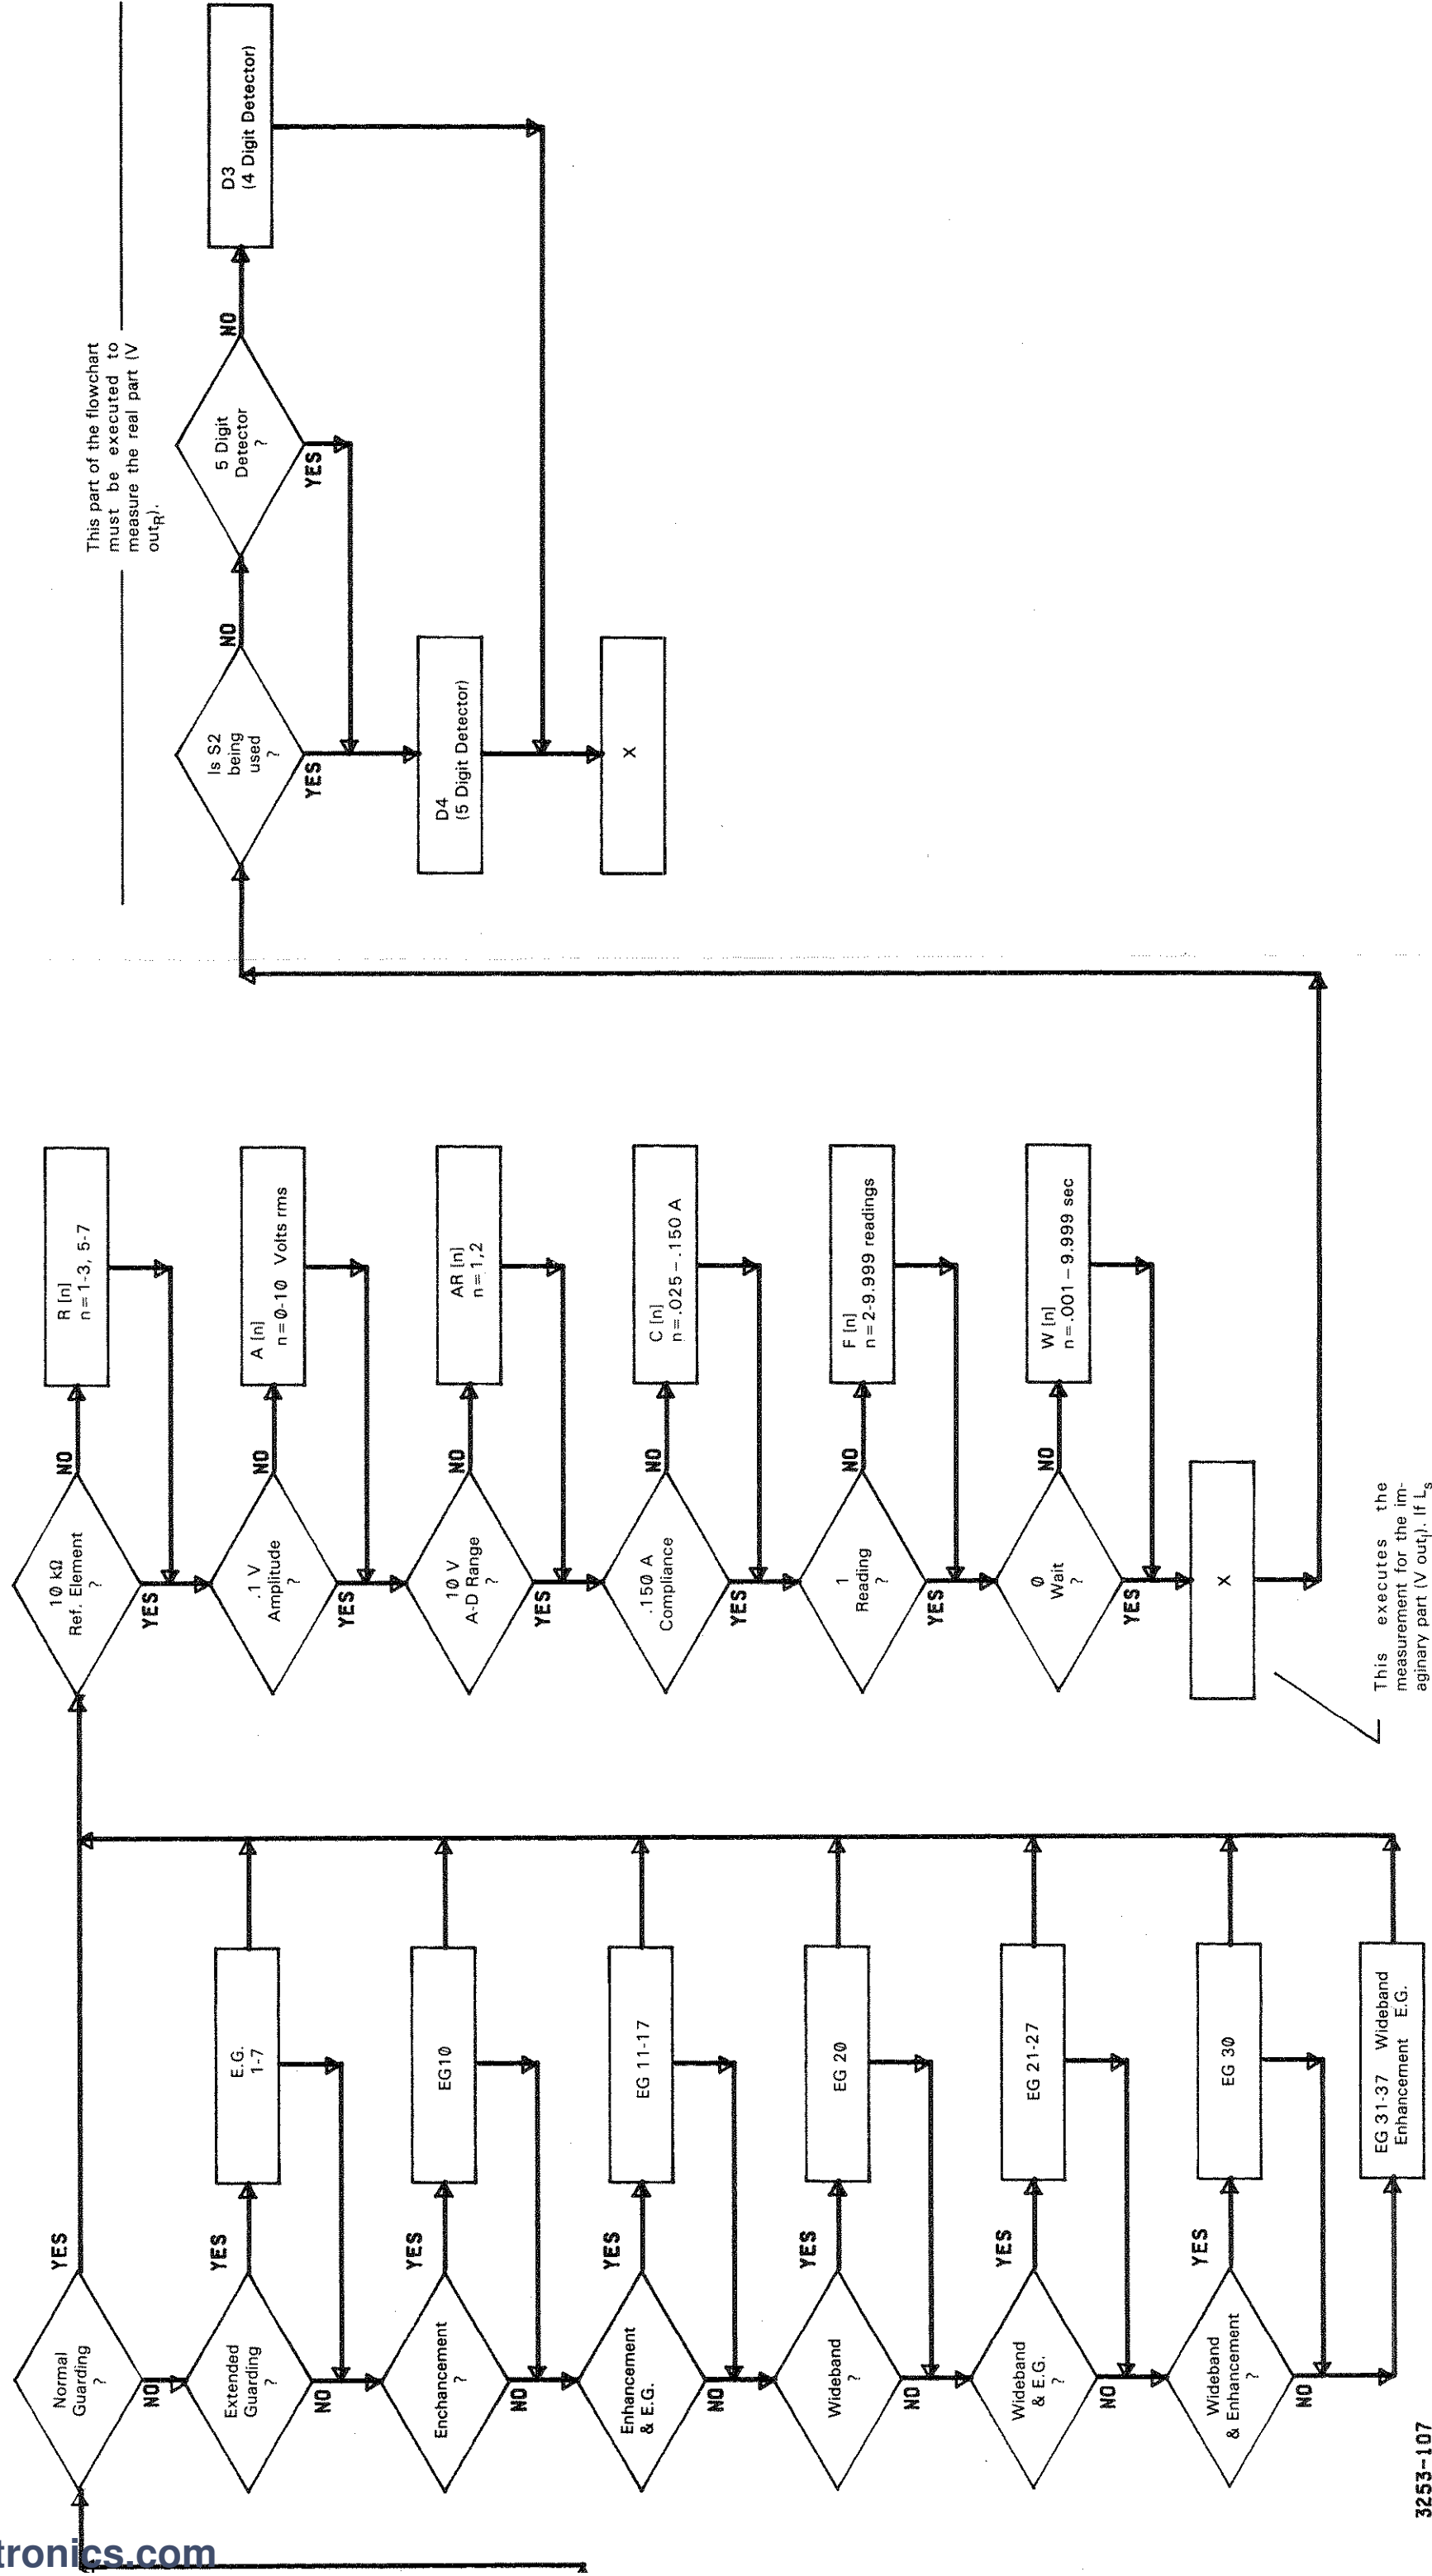 Normal
Guarding
?
YES
NO
Extended
Guarding
?
YES
NO
E.G.
1-7
Enchancement
?
YES
NO
EG10
Enhancement
& E.G.
YES
NO
EG 11-17
Wideband
?
YES
NO
EG 20
Wideband
& E.G.
?
YES
NO
EG 21-27
Wideband
& Enhancement
?
YES
NO
EG 30
EG 31-37 Wideband
Enhancement E.G.
10 kΩ
Ref. Element
?
NO
YES
R [n]
n=1-3, 5-7
.1 V
Amplitude
?
NO
YES
A [n]
n=0-10 Volts rms
10 V
A-D Range
?
NO
YES
AR [n]
n=1,2
.150 A
Compliance
?
NO
YES
C [n]
n=.025-.150 A
1
Reading
?
NO
YES
F [n]
n=2-9.999 readings
0
Wait
?
NO
YES
W [n]
n=.001-9.999 sec
X
This executes the
measurement for the im-
aginary part (V outI). If Ls
This part of the flowchart
must be executed to
measure the real part (V
outR).
Is S2
being
used
?
NO
YES
5 Digit
Detector
?
NO
YES
D3
(4 Digit Detector)
D4
(5 Digit Detector)
X
3253-107
tronics.com